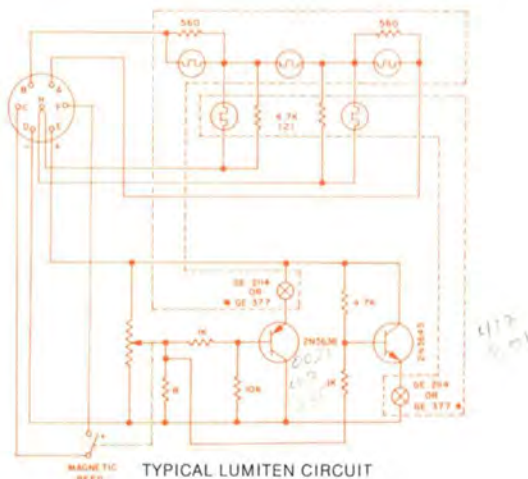 560
560
B
A
H
C
F
D
E
-
+
4.7K
(2)
GE 2114
OR
* GE 377
4.7K
1K
2N3638
2N3643
R
10K
1K
GE 2114
OR
GE 377 *
+
MAGNETIC
REED
TYPICAL LUMITEN CIRCUIT